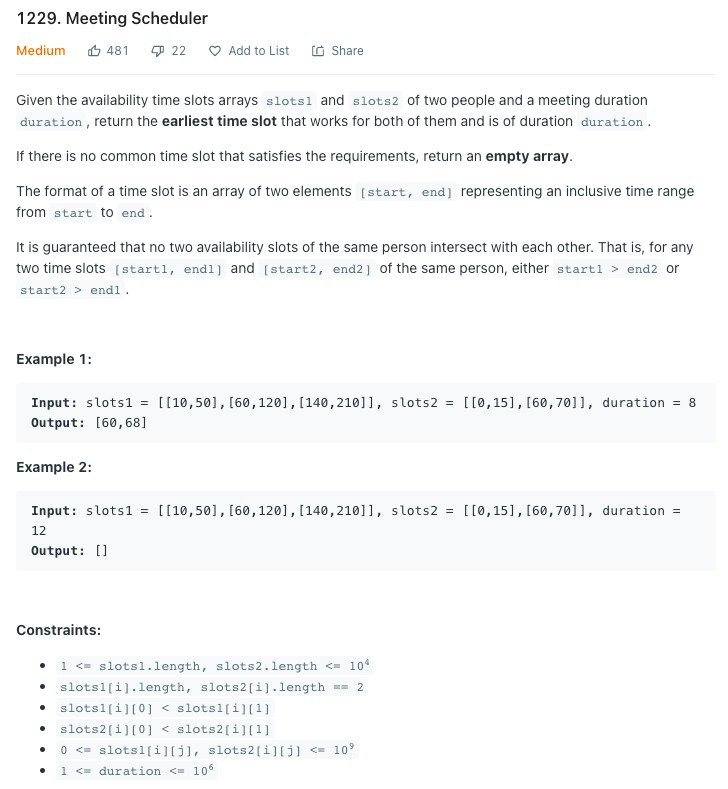 1229. Meeting Scheduler
Medium 481 22 Add to List Share
Given the availability time slots arrays slots1 and slots2 of two people and a meeting duration
duration , return the earliest time slot that works for both of them and is of duration duration .
If there is no common time slot that satisfies the requirements, return an empty array.
The format of a time slot is an array of two elements [start, end] representing an inclusive time range
from start to end .
It is guaranteed that no two availability slots of the same person intersect with each other. That is, for any
two time slots [start1, end1] and [start2, end2] of the same person, either start1 > end2 or
start2 > end1 .
Example 1:
Input: slots1 = [[10,50],[60,120],[140,210]], slots2 = [[0,15],[60,70]], duration = 8
Output: [60,68]
Example 2:
Input: slots1 = [[10,50],[60,120],[140,210]], slots2 = [[0,15],[60,70]], duration =
12
Output: []
Constraints:
• 1 <= slots1.length, slots2.length <= 10⁴
• slots1[i].length, slots2[i].length == 2
• slots1[i][0] < slots1[i][1]
• slots2[i][0] < slots2[i][1]
• 0 <= slots1[i][j], slots2[i][j] <= 10⁹
• 1 <= duration <= 10⁶